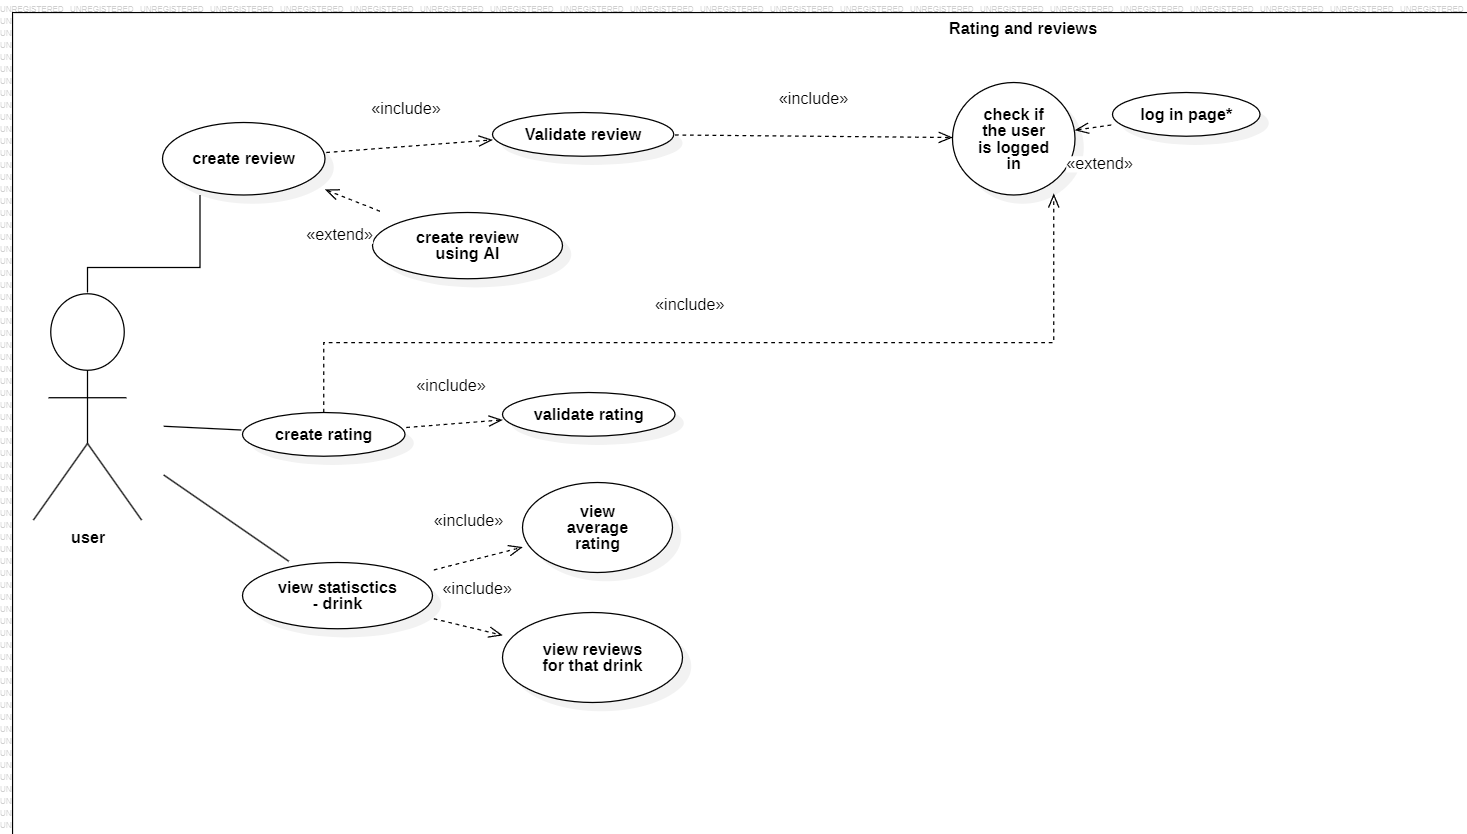 UNREGISTERED UNREGISTERED UNREGISTERED UNREGISTERED UNREGISTERED UNREGISTERED UNREGISTERED UNREGISTERED UNREGISTERED UNREGISTERED UNREGISTERED UNREGISTERED UNREGISTERED UNREGISTERED UNREGISTERED UNREGISTERED UNREGISTERED UNREGISTERED UNREGISTERED UNREGISTERED UNREGISTERED
Rating and reviews
«include»
«include»
check if
the user
is logged
in
log in page*
«extend»
Validate review
create review
«extend»
create review
using AI
«include»
«include»
validate rating
create rating
user
«include»
view
average
rating
view statisctics
- drink
«include»
view reviews
for that drink